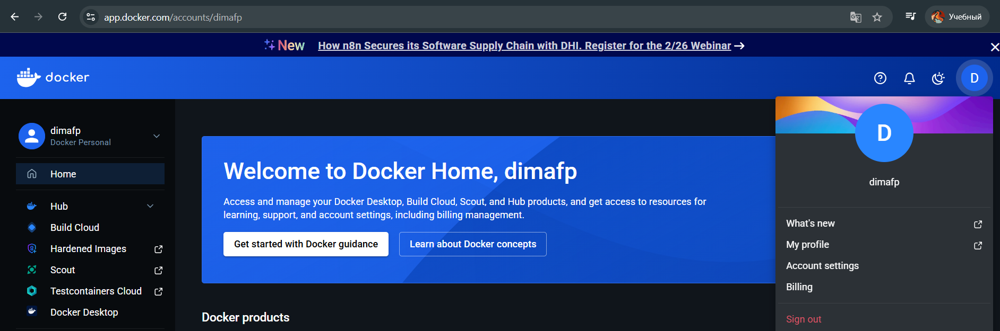 app.docker.com/accounts/dimafp
Учебный
New How n8n Secures its Software Supply Chain with DHI. Register for the 2/26 Webinar →
docker
D
dimafp
Docker Personal
Home
Hub
Build Cloud
Hardened Images
Scout
Testcontainers Cloud
Docker Desktop
Welcome to Docker Home, dimafp
Access and manage your Docker Desktop, Build Cloud, Scout, and Hub products, and get access to resources for
learning, support, and account settings, including billing management.
Get started with Docker guidance
Learn about Docker concepts
Docker products
D
dimafp
What's new
My profile
Account settings
Billing
Sign out